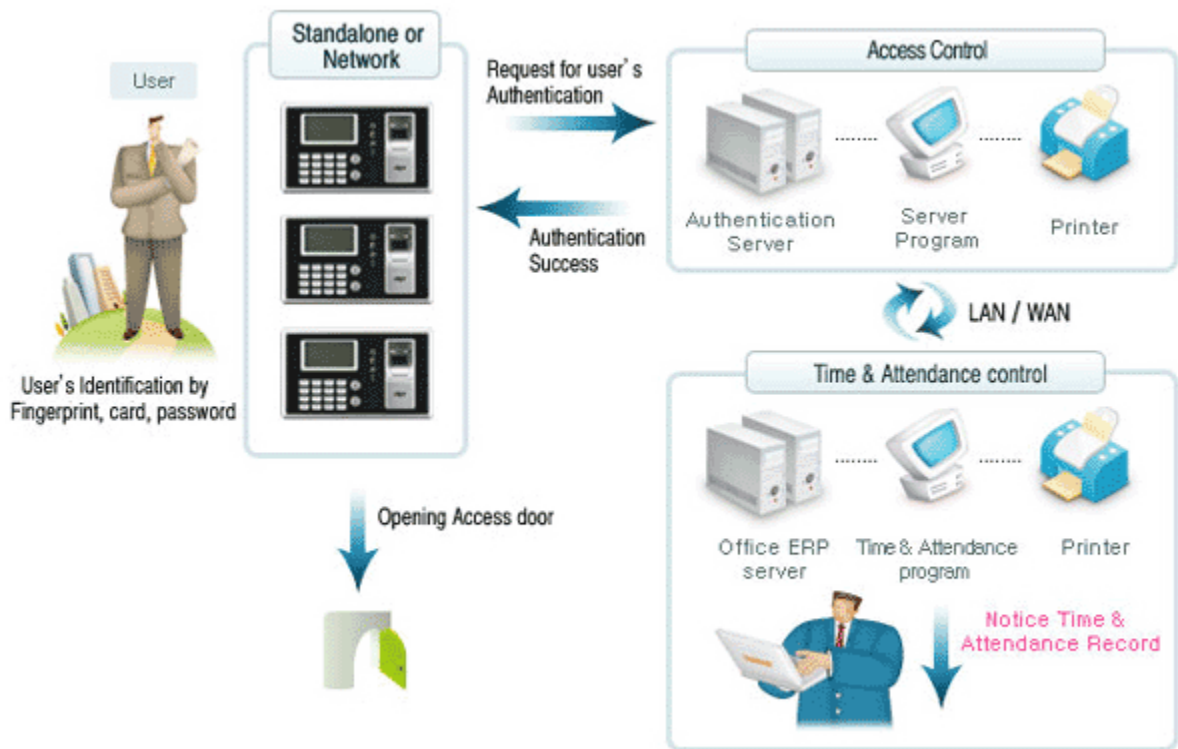 User
User's Identification by
Fingerprint, card, password
Standalone or
Network
Request for user's
Authentication
Authentication
Success
Opening Access door
Access Control
Authentication
Server
Server
Program
Printer
LAN / WAN
Time & Attendance control
Office ERP
server
Time & Attendance
program
Printer
Notice Time &
Attendance Record